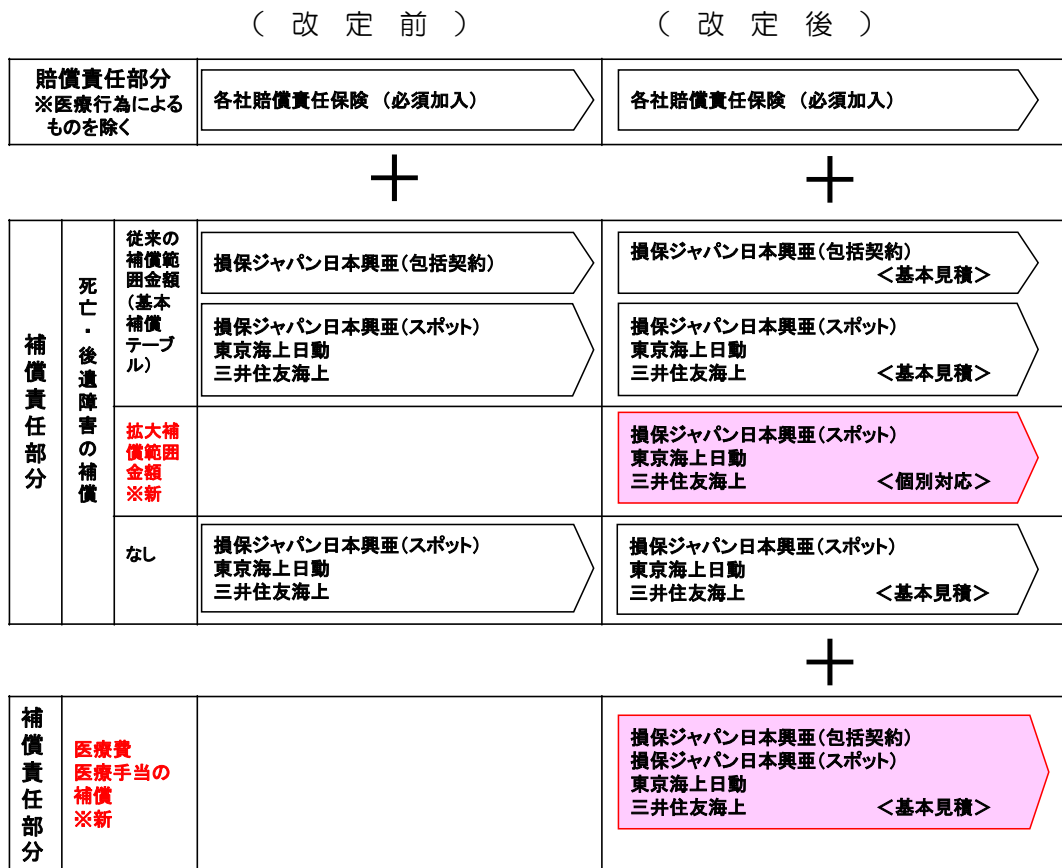 （改定前）
（改定後）
賠償責任部分
※医療行為による
ものを除く
各社賠償責任保険 （必須加入）
各社賠償責任保険 （必須加入）
＋
＋
補償責任部分
死亡・後遺障害の補償
従来の
補償範
囲金額
（基本
補償
テーブ
ル）
損保ジャパン日本興亜（包括契約）
損保ジャパン日本興亜（包括契約）
＜基本見積＞
損保ジャパン日本興亜（スポット）
東京海上日動
三井住友海上
損保ジャパン日本興亜（スポット）
東京海上日動
三井住友海上 ＜基本見積＞
拡大補
償範囲
金額
※新
損保ジャパン日本興亜（スポット）
東京海上日動
三井住友海上 ＜個別対応＞
なし
損保ジャパン日本興亜（スポット）
東京海上日動
三井住友海上
損保ジャパン日本興亜（スポット）
東京海上日動
三井住友海上 ＜基本見積＞
＋
補償責任部分
医療費
医療手当の
補償
※新
損保ジャパン日本興亜（包括契約）
損保ジャパン日本興亜（スポット）
東京海上日動
三井住友海上 ＜基本見積＞